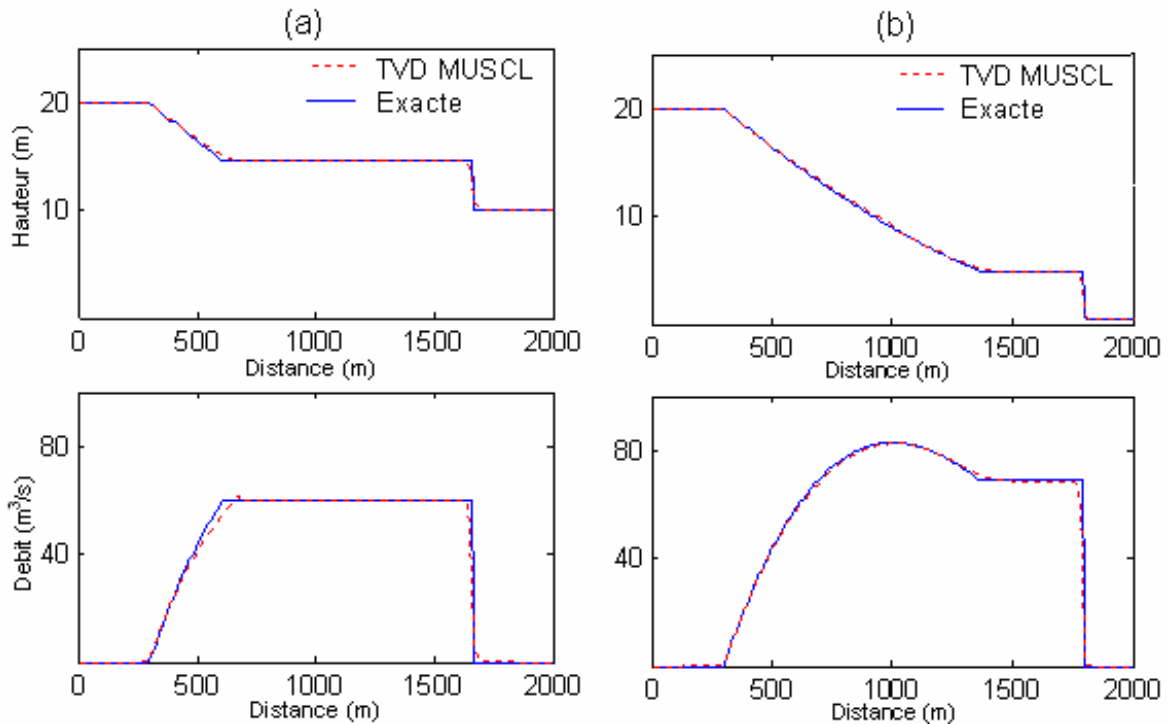 (a)
TVD MUSCL
Exacte
20
10
Hauteur (m)
0 500 1000 1500 2000
Distance (m)
80
40
Debit (m³/s)
0 500 1000 1500 2000
Distance (m)
(b)
TVD MUSCL
Exacte
20
10
0 500 1000 1500 2000
Distance (m)
80
40
0 500 1000 1500 2000
Distance (m)